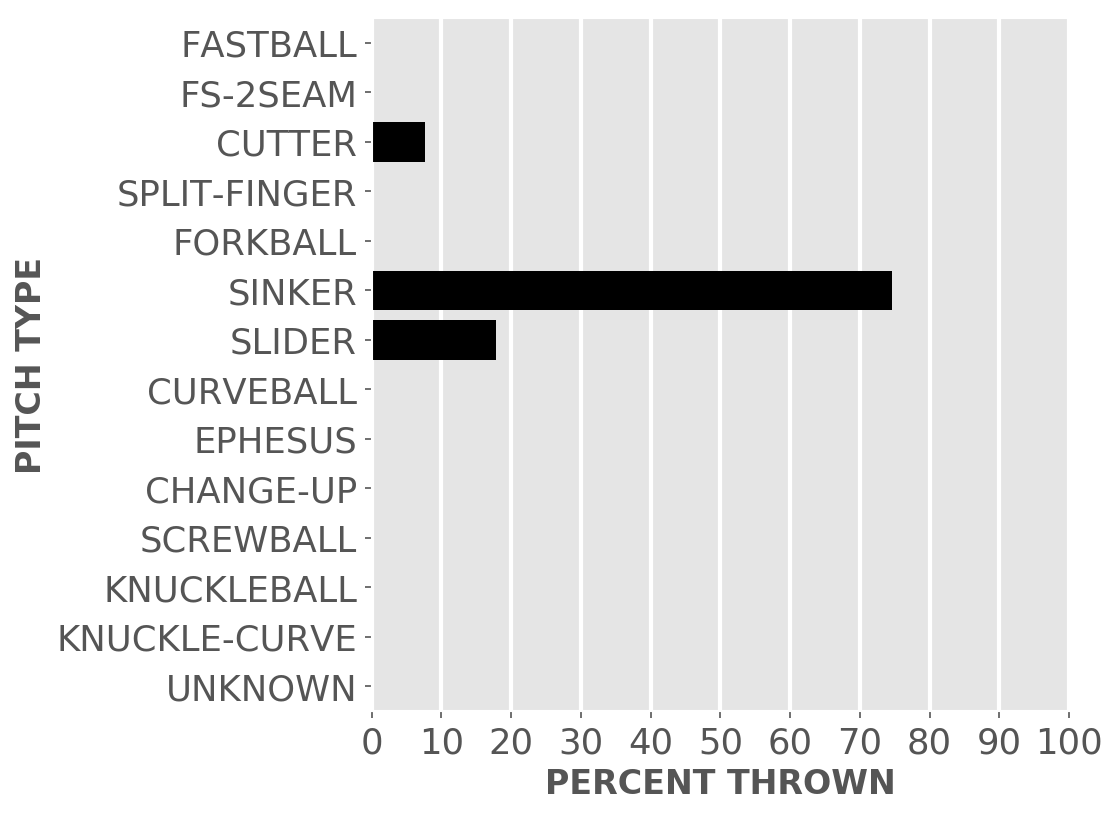 FASTBALL
FS-2SEAM
CUTTER
SPLIT-FINGER
FORKBALL
SINKER
SLIDER
CURVEBALL
EPHESUS
CHANGE-UP
SCREWBALL
KNUCKLEBALL
KNUCKLE-CURVE
UNKNOWN
PITCH TYPE
0 10 20 30 40 50 60 70 80 90 100
PERCENT THROWN